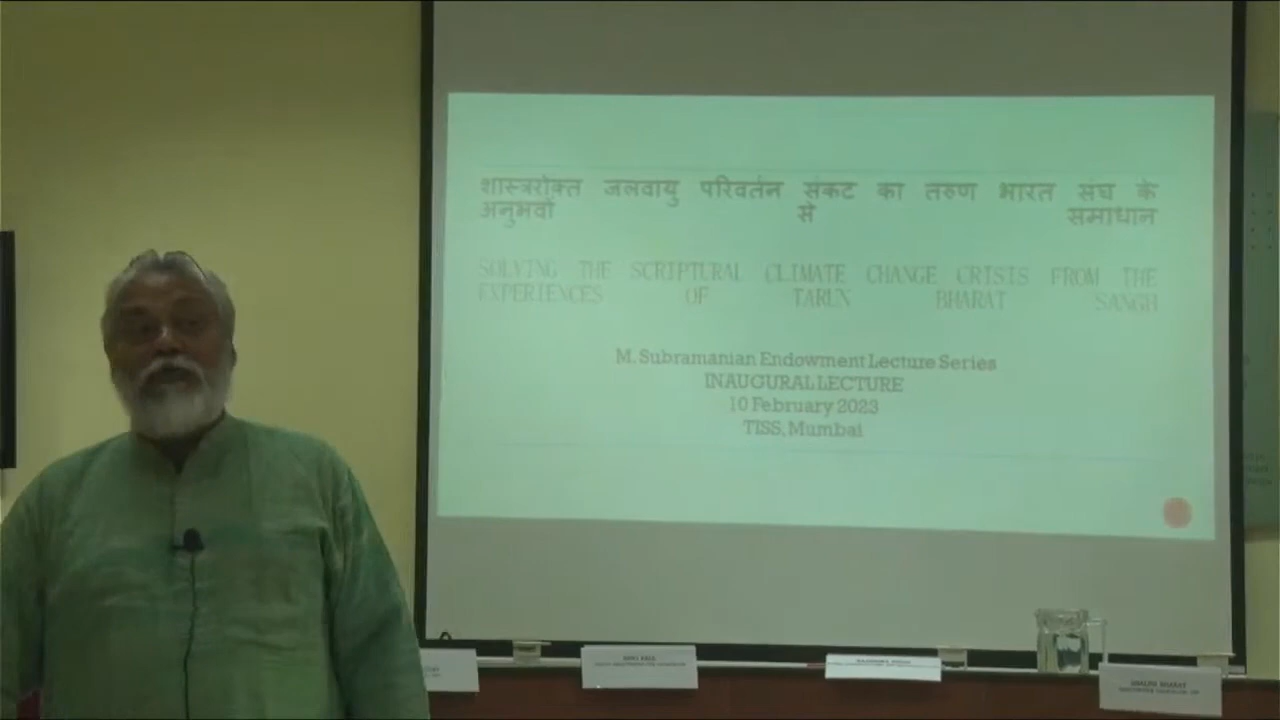 शास्त्ररोक्त जलवायु परिवर्तन संकट का तरुण भारत संघ के
अनुभवो से समाधान
SOLVING THE SCRIPTURAL CLIMATE CHANGE CRISIS FROM THE
EXPERIENCES OF TARUN BHARAT SANGH
M. Subramanian Endowment Lecture Series
INAUGURAL LECTURE
10 February 2023
TISS, Mumbai